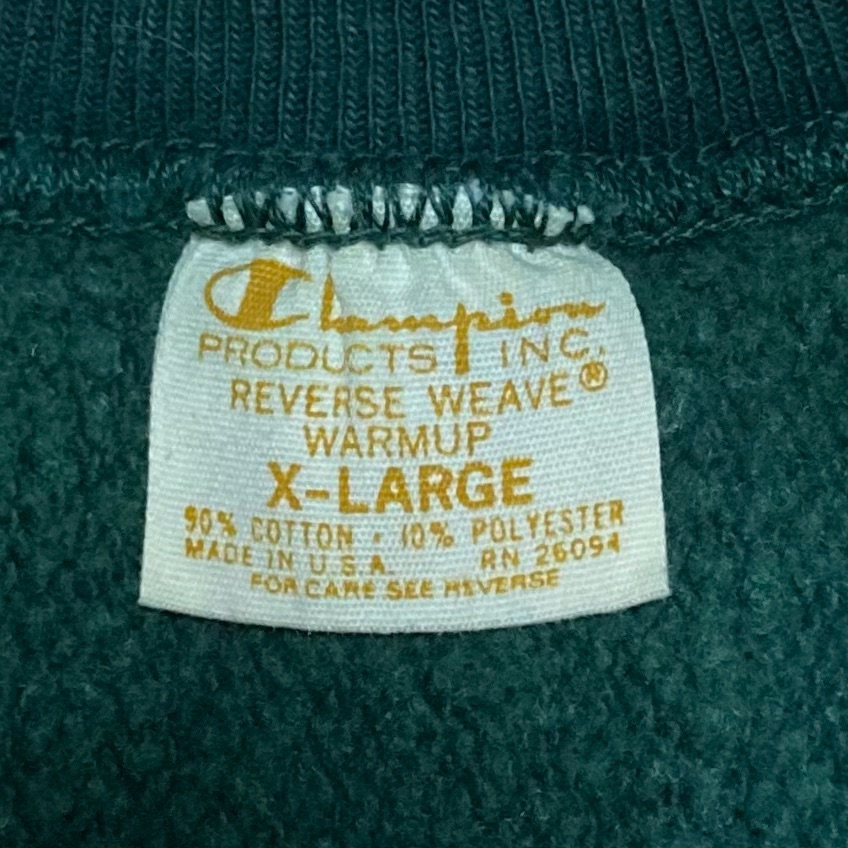 Champion
PRODUCTS INC.
REVERSE WEAVE®
WARMUP
X-LARGE
90% COTTON · 10% POLYESTER
MADE IN U.S.A. RN 26094
FOR CARE SEE REVERSE